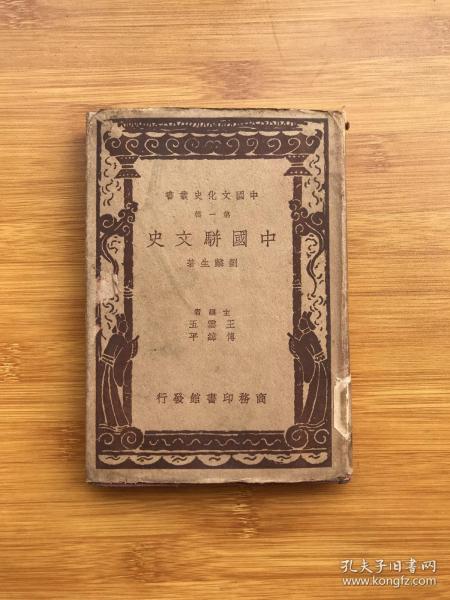 中國文化史叢書
第一輯
中國駢文史
劉麟生著
主編者
王雲五
傅緯平
商務印書館發行
孔夫子旧书网
www.kongfz.com